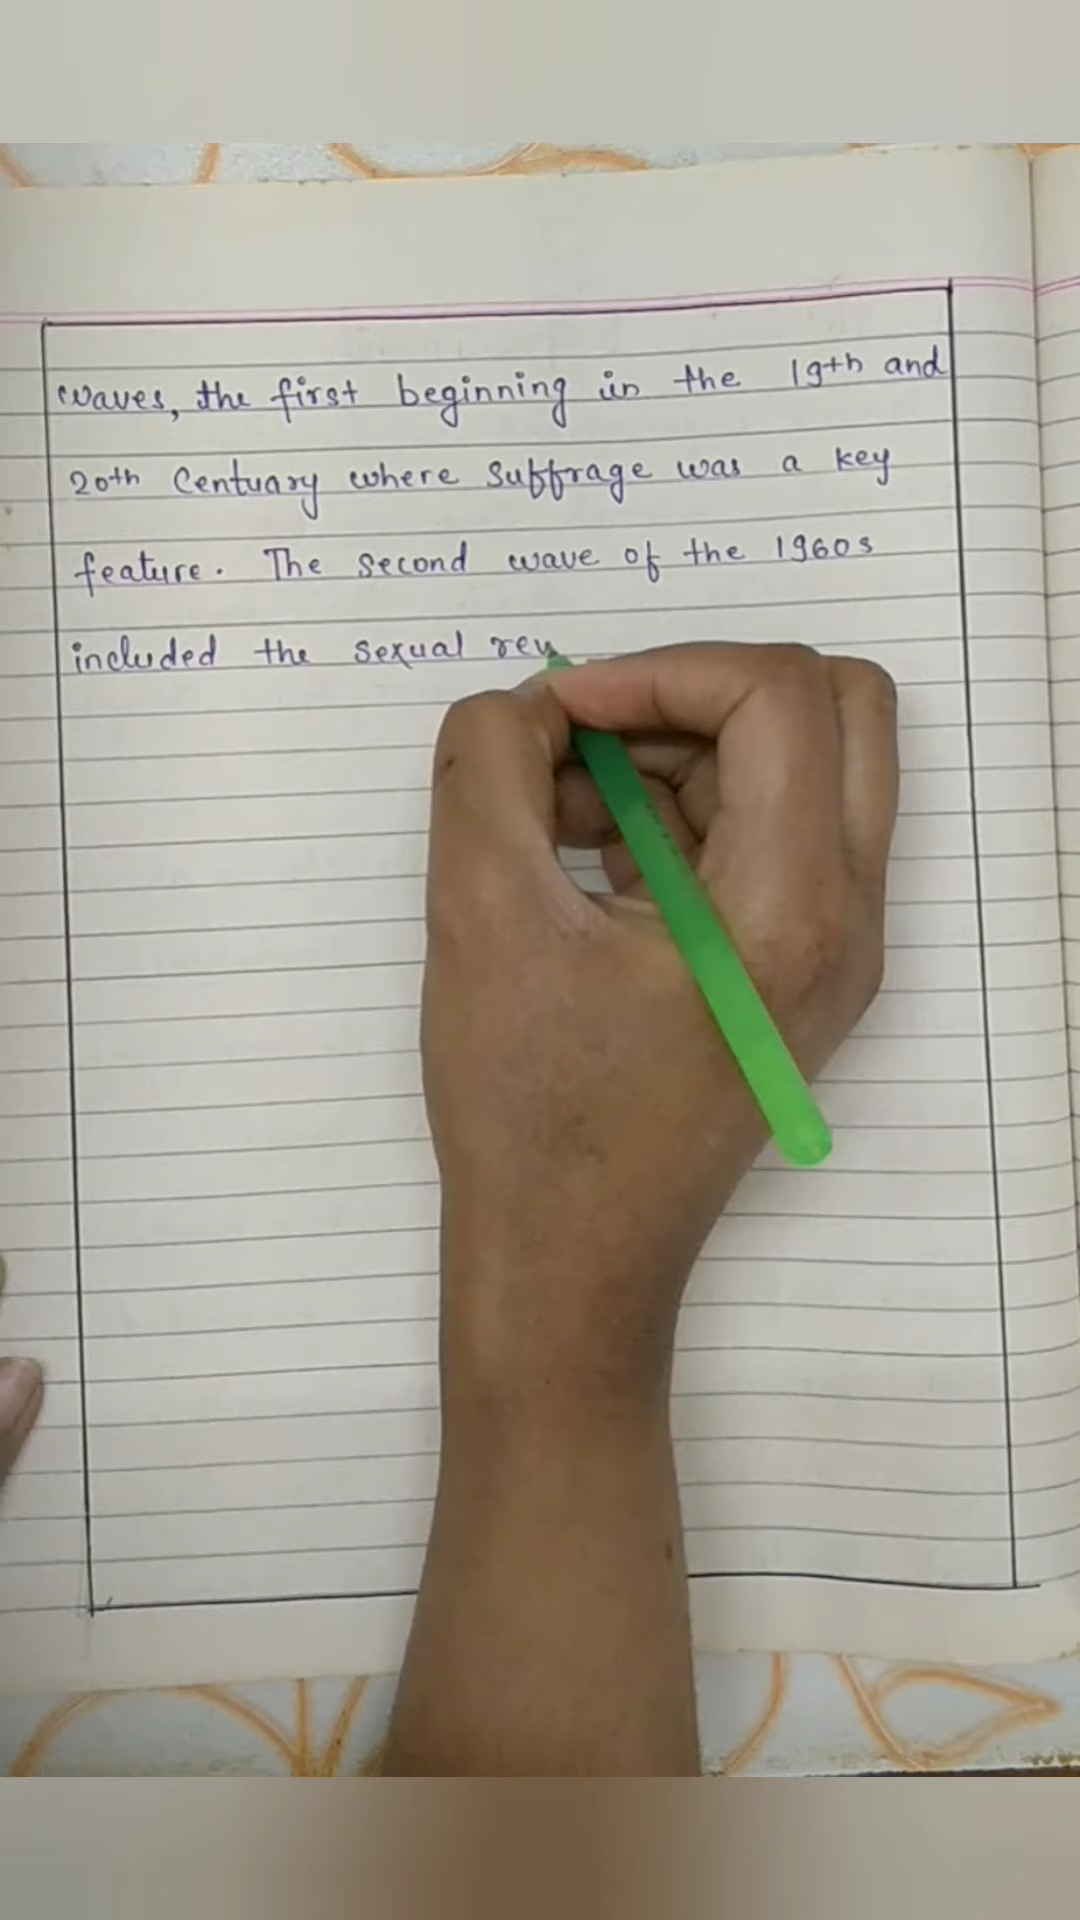 waves, the first beginning in the 19th and
20th Centuary where suffrage was a key
feature. The second wave of the 1960s
included the sexual rev